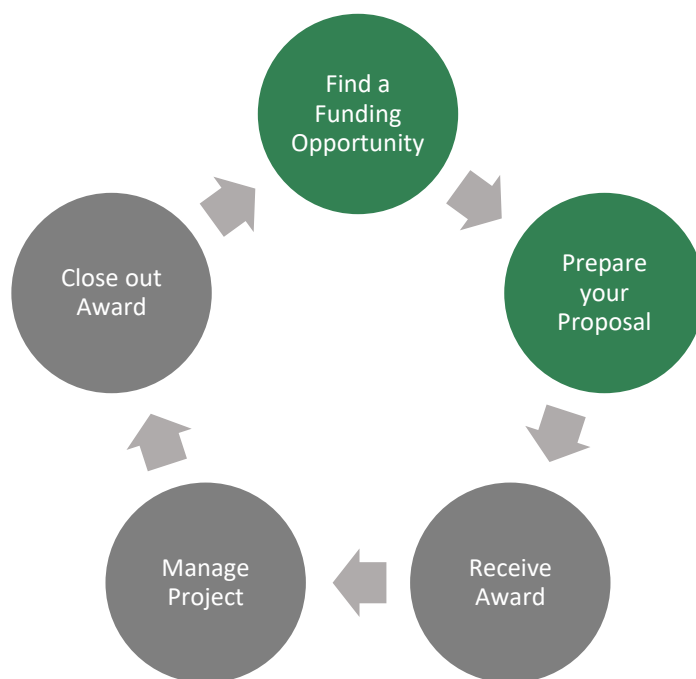 Find a
Funding
Opportunity
Prepare
your
Proposal
Receive
Award
Manage
Project
Close out
Award